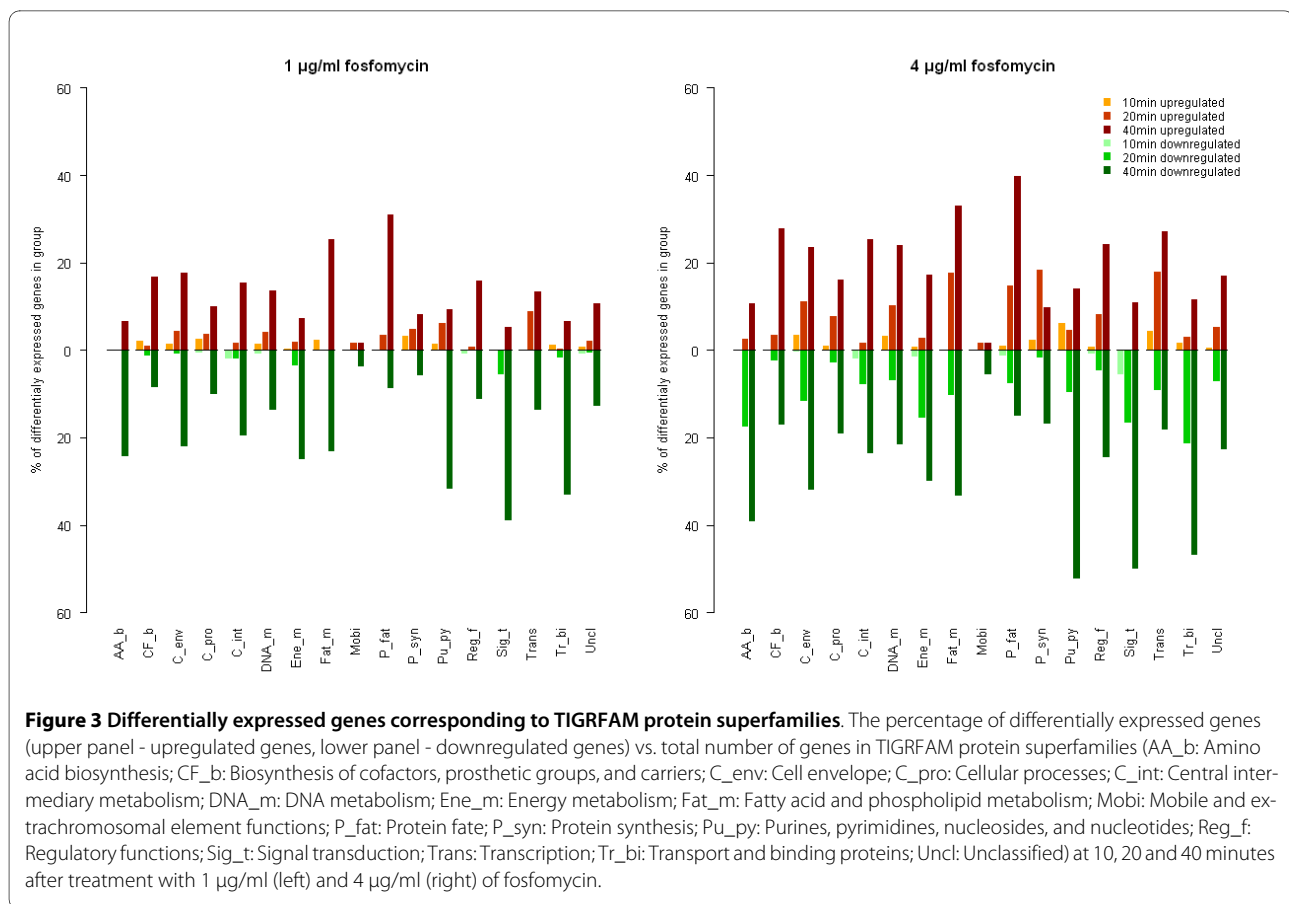 1 µg/ml fosfomycin
60
40
20
0
20
40
60
% of differentialy expressed genes in group
AA_b
CF_b
C_env
C_pro
C_int
DNA_m
Ene_m
Fat_m
Mobi
P_fat
P_syn
Pu_py
Reg_f
Sig_t
Trans
Tr_bi
Uncl
4 µg/ml fosfomycin
60
40
20
0
20
40
60
% of differentialy expressed genes in group
10min upregulated
20min upregulated
40min upregulated
10min downregulated
20min downregulated
40min downregulated
AA_b
CF_b
C_env
C_pro
C_int
DNA_m
Ene_m
Fat_m
Mobi
P_fat
P_syn
Pu_py
Reg_f
Sig_t
Trans
Tr_bi
Uncl
Figure 3 Differentially expressed genes corresponding to TIGRFAM protein superfamilies. The percentage of differentially expressed genes
(upper panel - upregulated genes, lower panel - downregulated genes) vs. total number of genes in TIGRFAM protein superfamilies (AA_b: Amino
acid biosynthesis; CF_b: Biosynthesis of cofactors, prosthetic groups, and carriers; C_env: Cell envelope; C_pro: Cellular processes; C_int: Central inter-
mediary metabolism; DNA_m: DNA metabolism; Ene_m: Energy metabolism; Fat_m: Fatty acid and phospholipid metabolism; Mobi: Mobile and ex-
trachromosomal element functions; P_fat: Protein fate; P_syn: Protein synthesis; Pu_py: Purines, pyrimidines, nucleosides, and nucleotides; Reg_f:
Regulatory functions; Sig_t: Signal transduction; Trans: Transcription; Tr_bi: Transport and binding proteins; Uncl: Unclassified) at 10, 20 and 40 minutes
after treatment with 1 µg/ml (left) and 4 µg/ml (right) of fosfomycin.